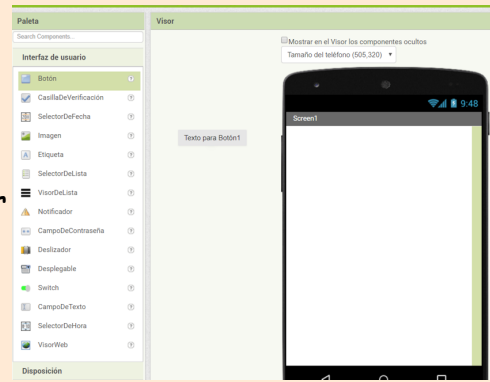 Paleta
Visor
Search Components...
Mostrar en el Visor los componentes ocultos
Tamaño del teléfono (505,320)
Interfaz de usuario
Botón
CasillaDeVerificación
SelectorDeFecha
Imagen
Etiqueta
SelectorDeLista
VisorDeLista
Notificador
CampoDeContraseña
Deslizador
Desplegable
Switch
CampoDeTexto
SelectorDeHora
VisorWeb
Disposición
Texto para Botón1
9:48
Screen1